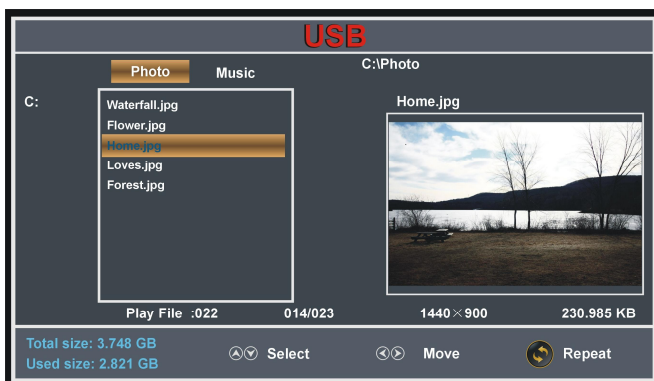 USB
Photo Music C:\Photo
C: Home.jpg
Waterfall.jpg
Flower.jpg
Home.jpg
Loves.jpg
Forest.jpg
Play File :022 014/023 1440×900 230.985 KB
Total size: 3.748 GB
Used size: 2.821 GB
Select Move Repeat